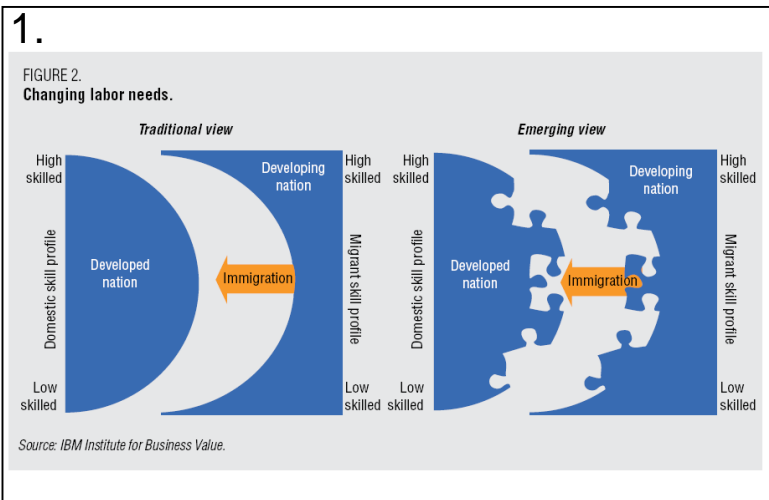 1.
FIGURE 2.
Changing labor needs.
Traditional view
High
skilled
Developing
nation
High
skilled
Domestic skill profile
Developed
nation
Immigration
Migrant skill profile
Low
skilled
Low
skilled
Emerging view
High
skilled
Developing
nation
High
skilled
Domestic skill profile
Developed
nation
Immigration
Migrant skill profile
Low
skilled
Low
skilled
Source: IBM Institute for Business Value.